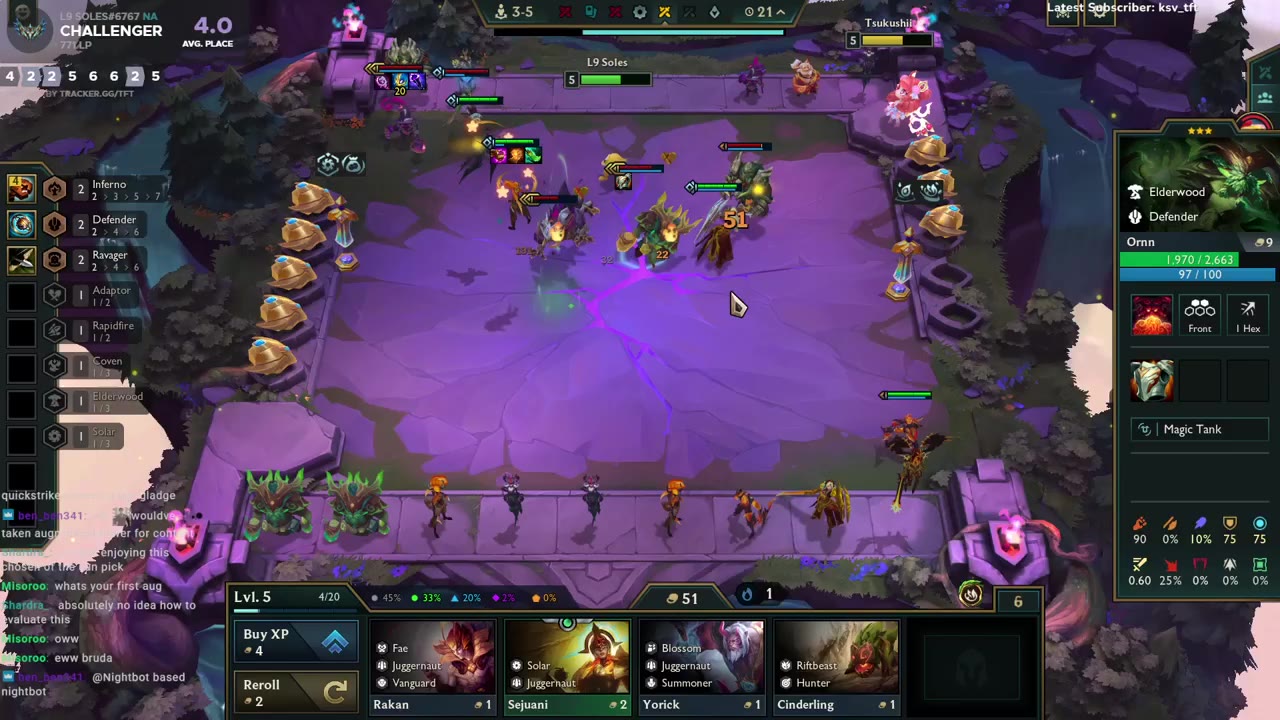 L9 SOLES#6767 NA
CHALLENGER
771 LP
4.0
AVG. PLACE
4 2 2 5 6 6 2 5
BY TRACKER.GG/TFT
3-5
21
Latest Subscriber: ksv_tft
Tsukushii
5
L9 Soles
5
20
51
22
2 Inferno
2 > 3 > 5 > 7
2 Defender
2 > 4 > 6
2 Ravager
2 > 4 > 6
1 Adaptor
1 / 2
1 Rapidfire
1 / 2
1 Coven
1 / 3
1 Elderwood
1 / 3
1 Solar
1 / 3
Elderwood
Defender
Ornn 9
1,970 / 2,663
97 / 100
Front
1 Hex
Magic Tank
90 0% 10% 75 75
0.60 25% 0% 0% 0%
gladge
ben_ban341:
Misoroo: whats your first aug
Shardra_ absolutely no idea how to
evaluate this
Misoroo: oww
Misoroo: eww bruda
ben_ban341: @Nightbot based
nightbot
Lvl. 5 4/20
45% 33% 20% 2% 0%
51
1
6
Buy XP
4
Reroll
2
Fae
Juggernaut
Vanguard
Rakan 1
Solar
Juggernaut
Sejuani 2
Blossom
Juggernaut
Summoner
Yorick 1
Riftbeast
Hunter
Cinderling 1